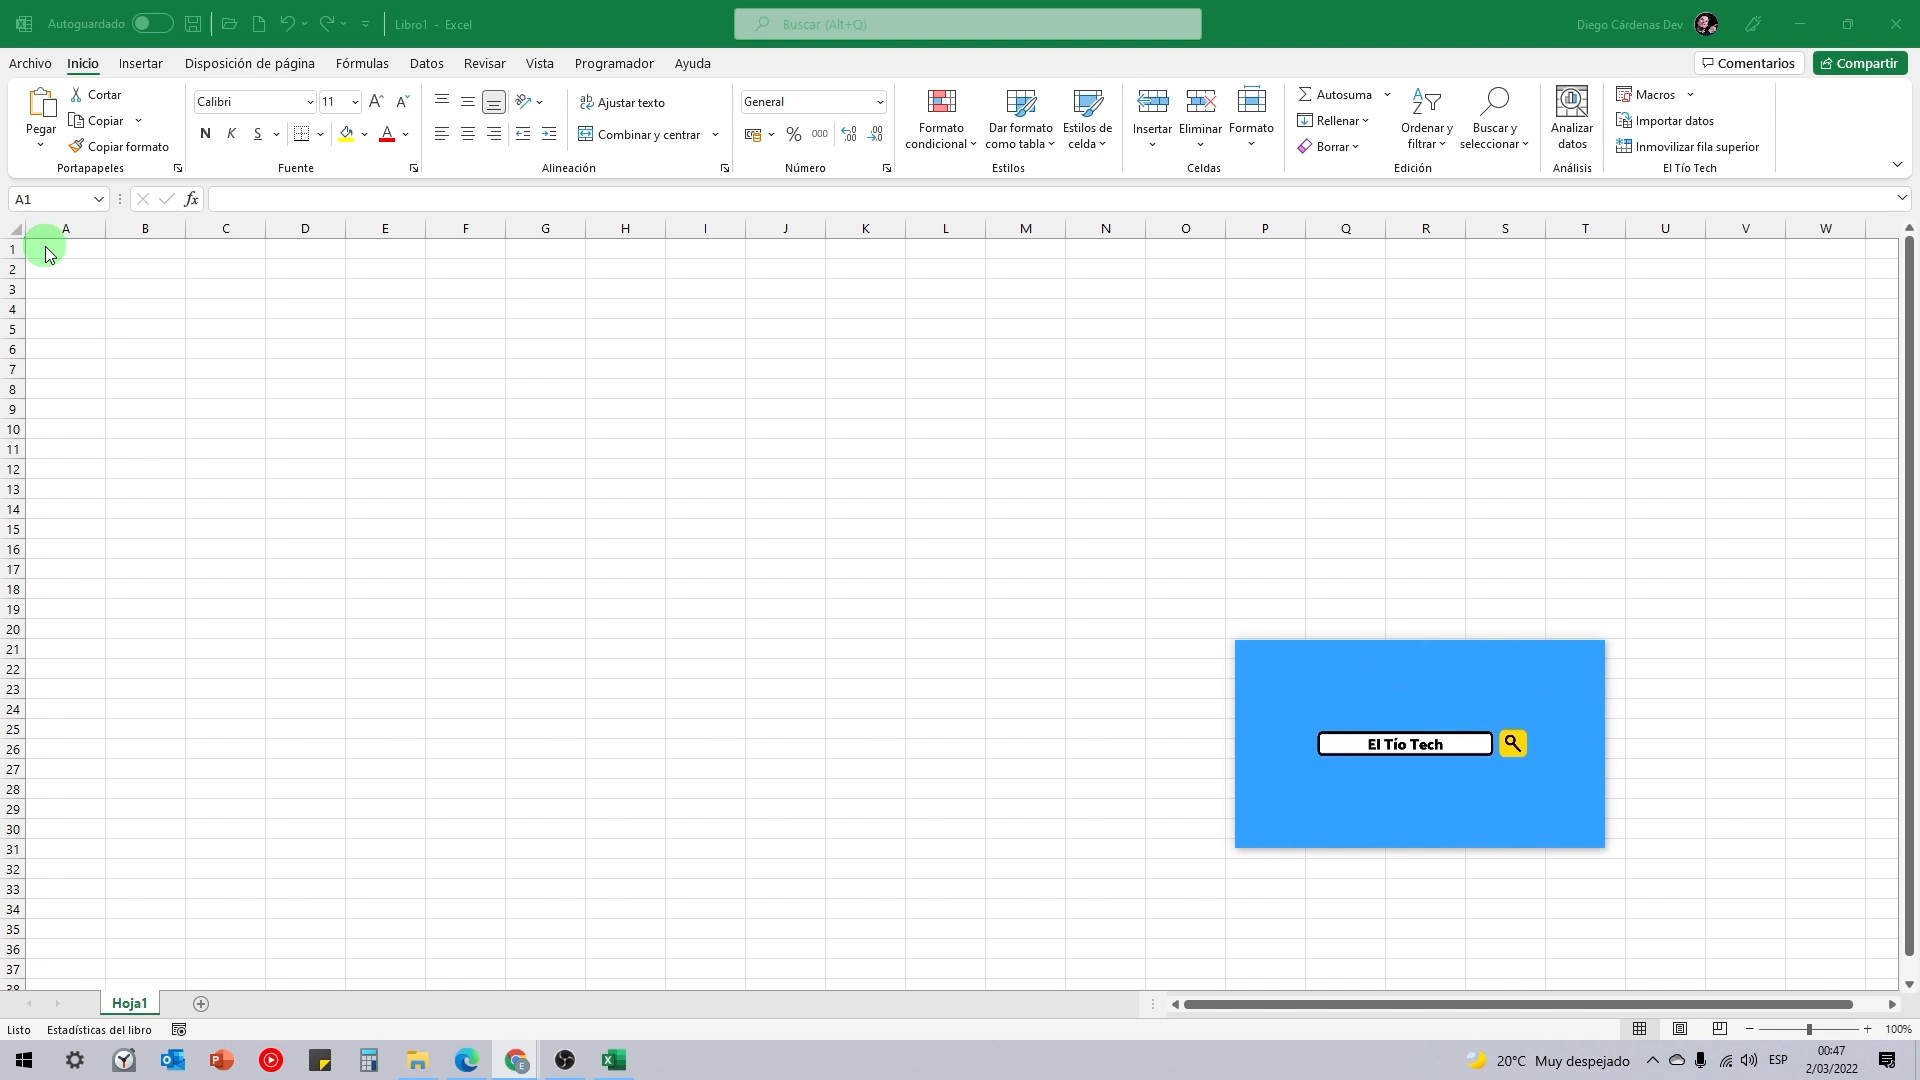 Autoguardado
Libro1 - Excel
Buscar (Alt+Q)
Diego Cárdenas Dev
Archivo Inicio Insertar Disposición de página Fórmulas Datos Revisar Vista Programador Ayuda
Comentarios Compartir
Pegar
Cortar
Copiar
Copiar formato
Portapapeles
Calibri 11
N K S
Fuente
Ajustar texto
Combinar y centrar
Alineación
General
% 000
Número
Formato condicional
Dar formato como tabla
Estilos de celda
Estilos
Insertar Eliminar Formato
Celdas
Autosuma
Rellenar
Borrar
Ordenar y filtrar
Buscar y seleccionar
Edición
Analizar datos
Análisis
Macros
Importar datos
Inmovilizar fila superior
El Tío Tech
A1
fx
A B C D E F G H I J K L M N O P Q R S T U V W
1
2
3
4
5
6
7
8
9
10
11
12
13
14
15
16
17
18
19
20
21
22
23
24
25
26
27
28
29
30
31
32
33
34
35
36
37
38
El Tío Tech
Hoja1
Listo Estadísticas del libro
100%
20°C Muy despejado
ESP
00:47
2/03/2022